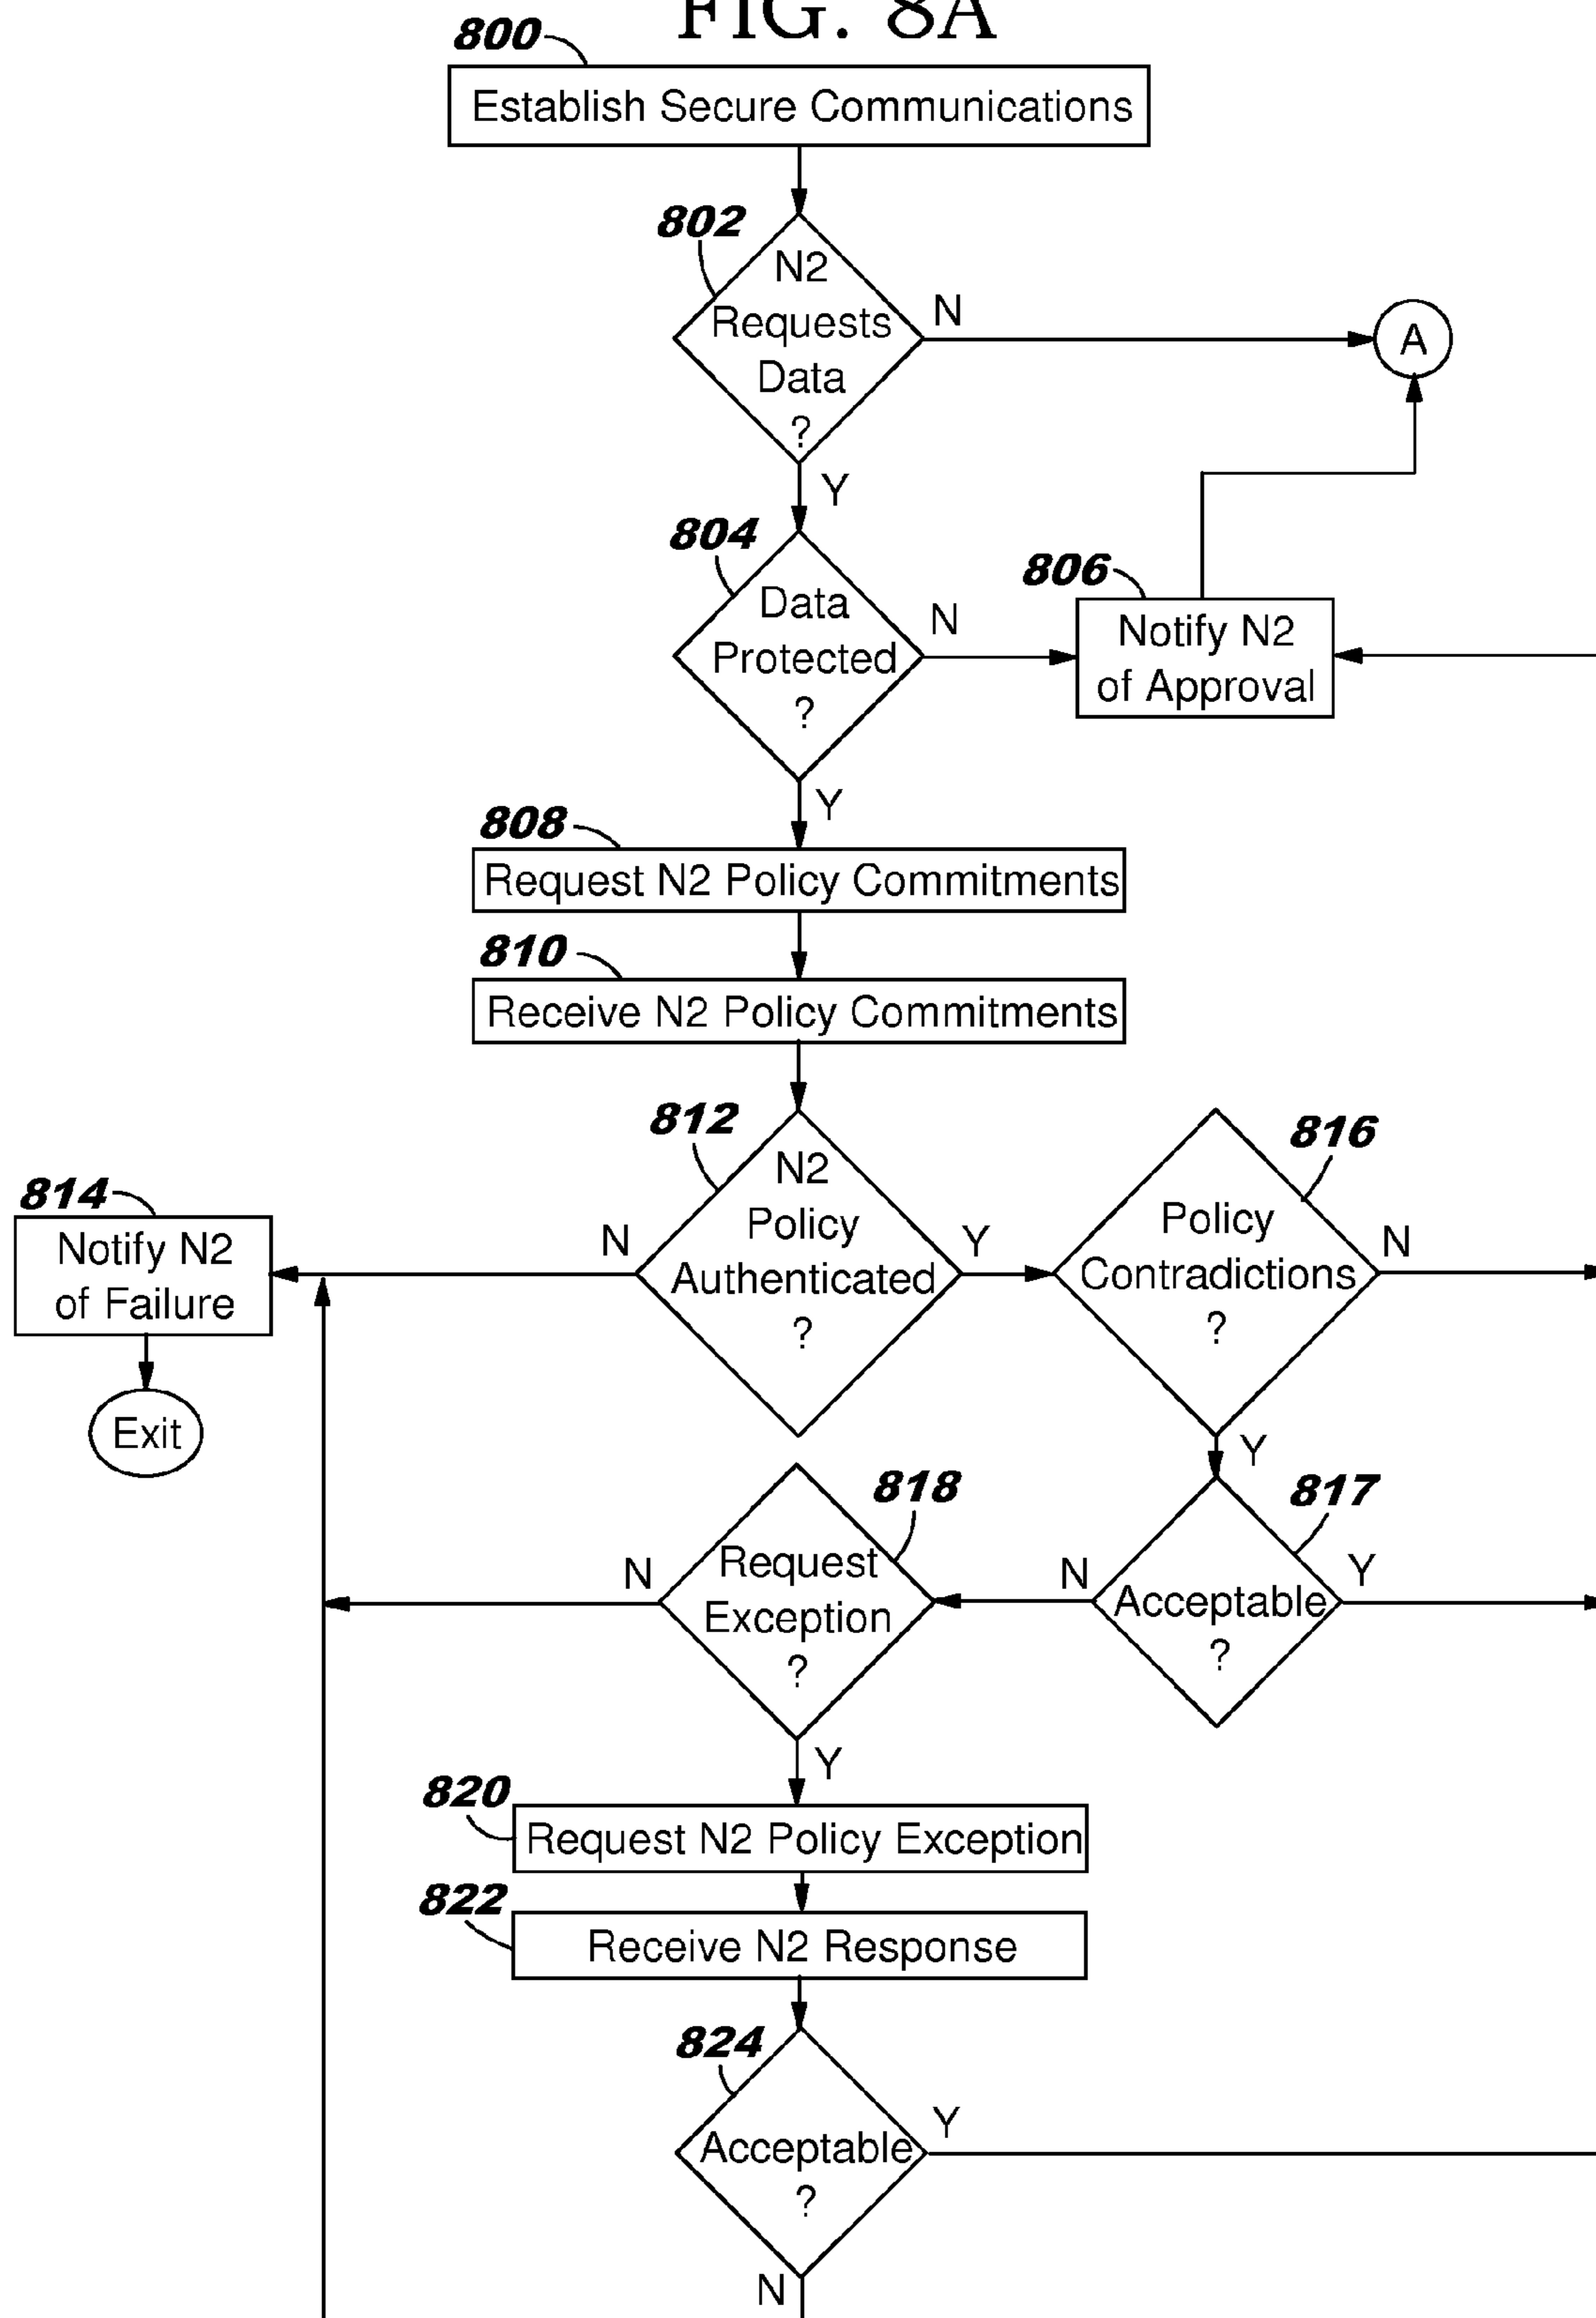 FIG. 8A
800
Establish Secure Communications
802
N2
Requests
Data
?
N
A
Y
804
Data
Protected
?
N
806
Notify N2
of Approval
Y
808
Request N2 Policy Commitments
810
Receive N2 Policy Commitments
812
N2
Policy
Authenticated
?
N
Y
814
Notify N2
of Failure
Exit
816
Policy
Contradictions
?
N
Y
817
Acceptable
?
N
Y
818
Request
Exception
?
N
Y
820
Request N2 Policy Exception
822
Receive N2 Response
824
Acceptable
?
Y
N